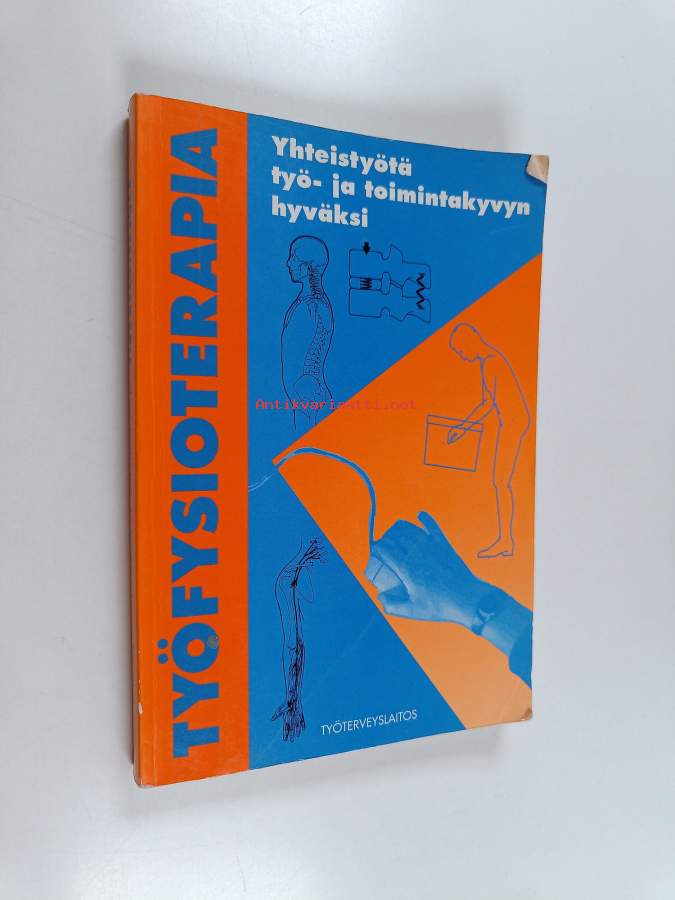 TYÖFYSIOTERAPIA
Yhteistyötä
työ- ja toimintakyvyn
hyväksi
Antikvariaatti.net
TYÖTERVEYSLAITOS